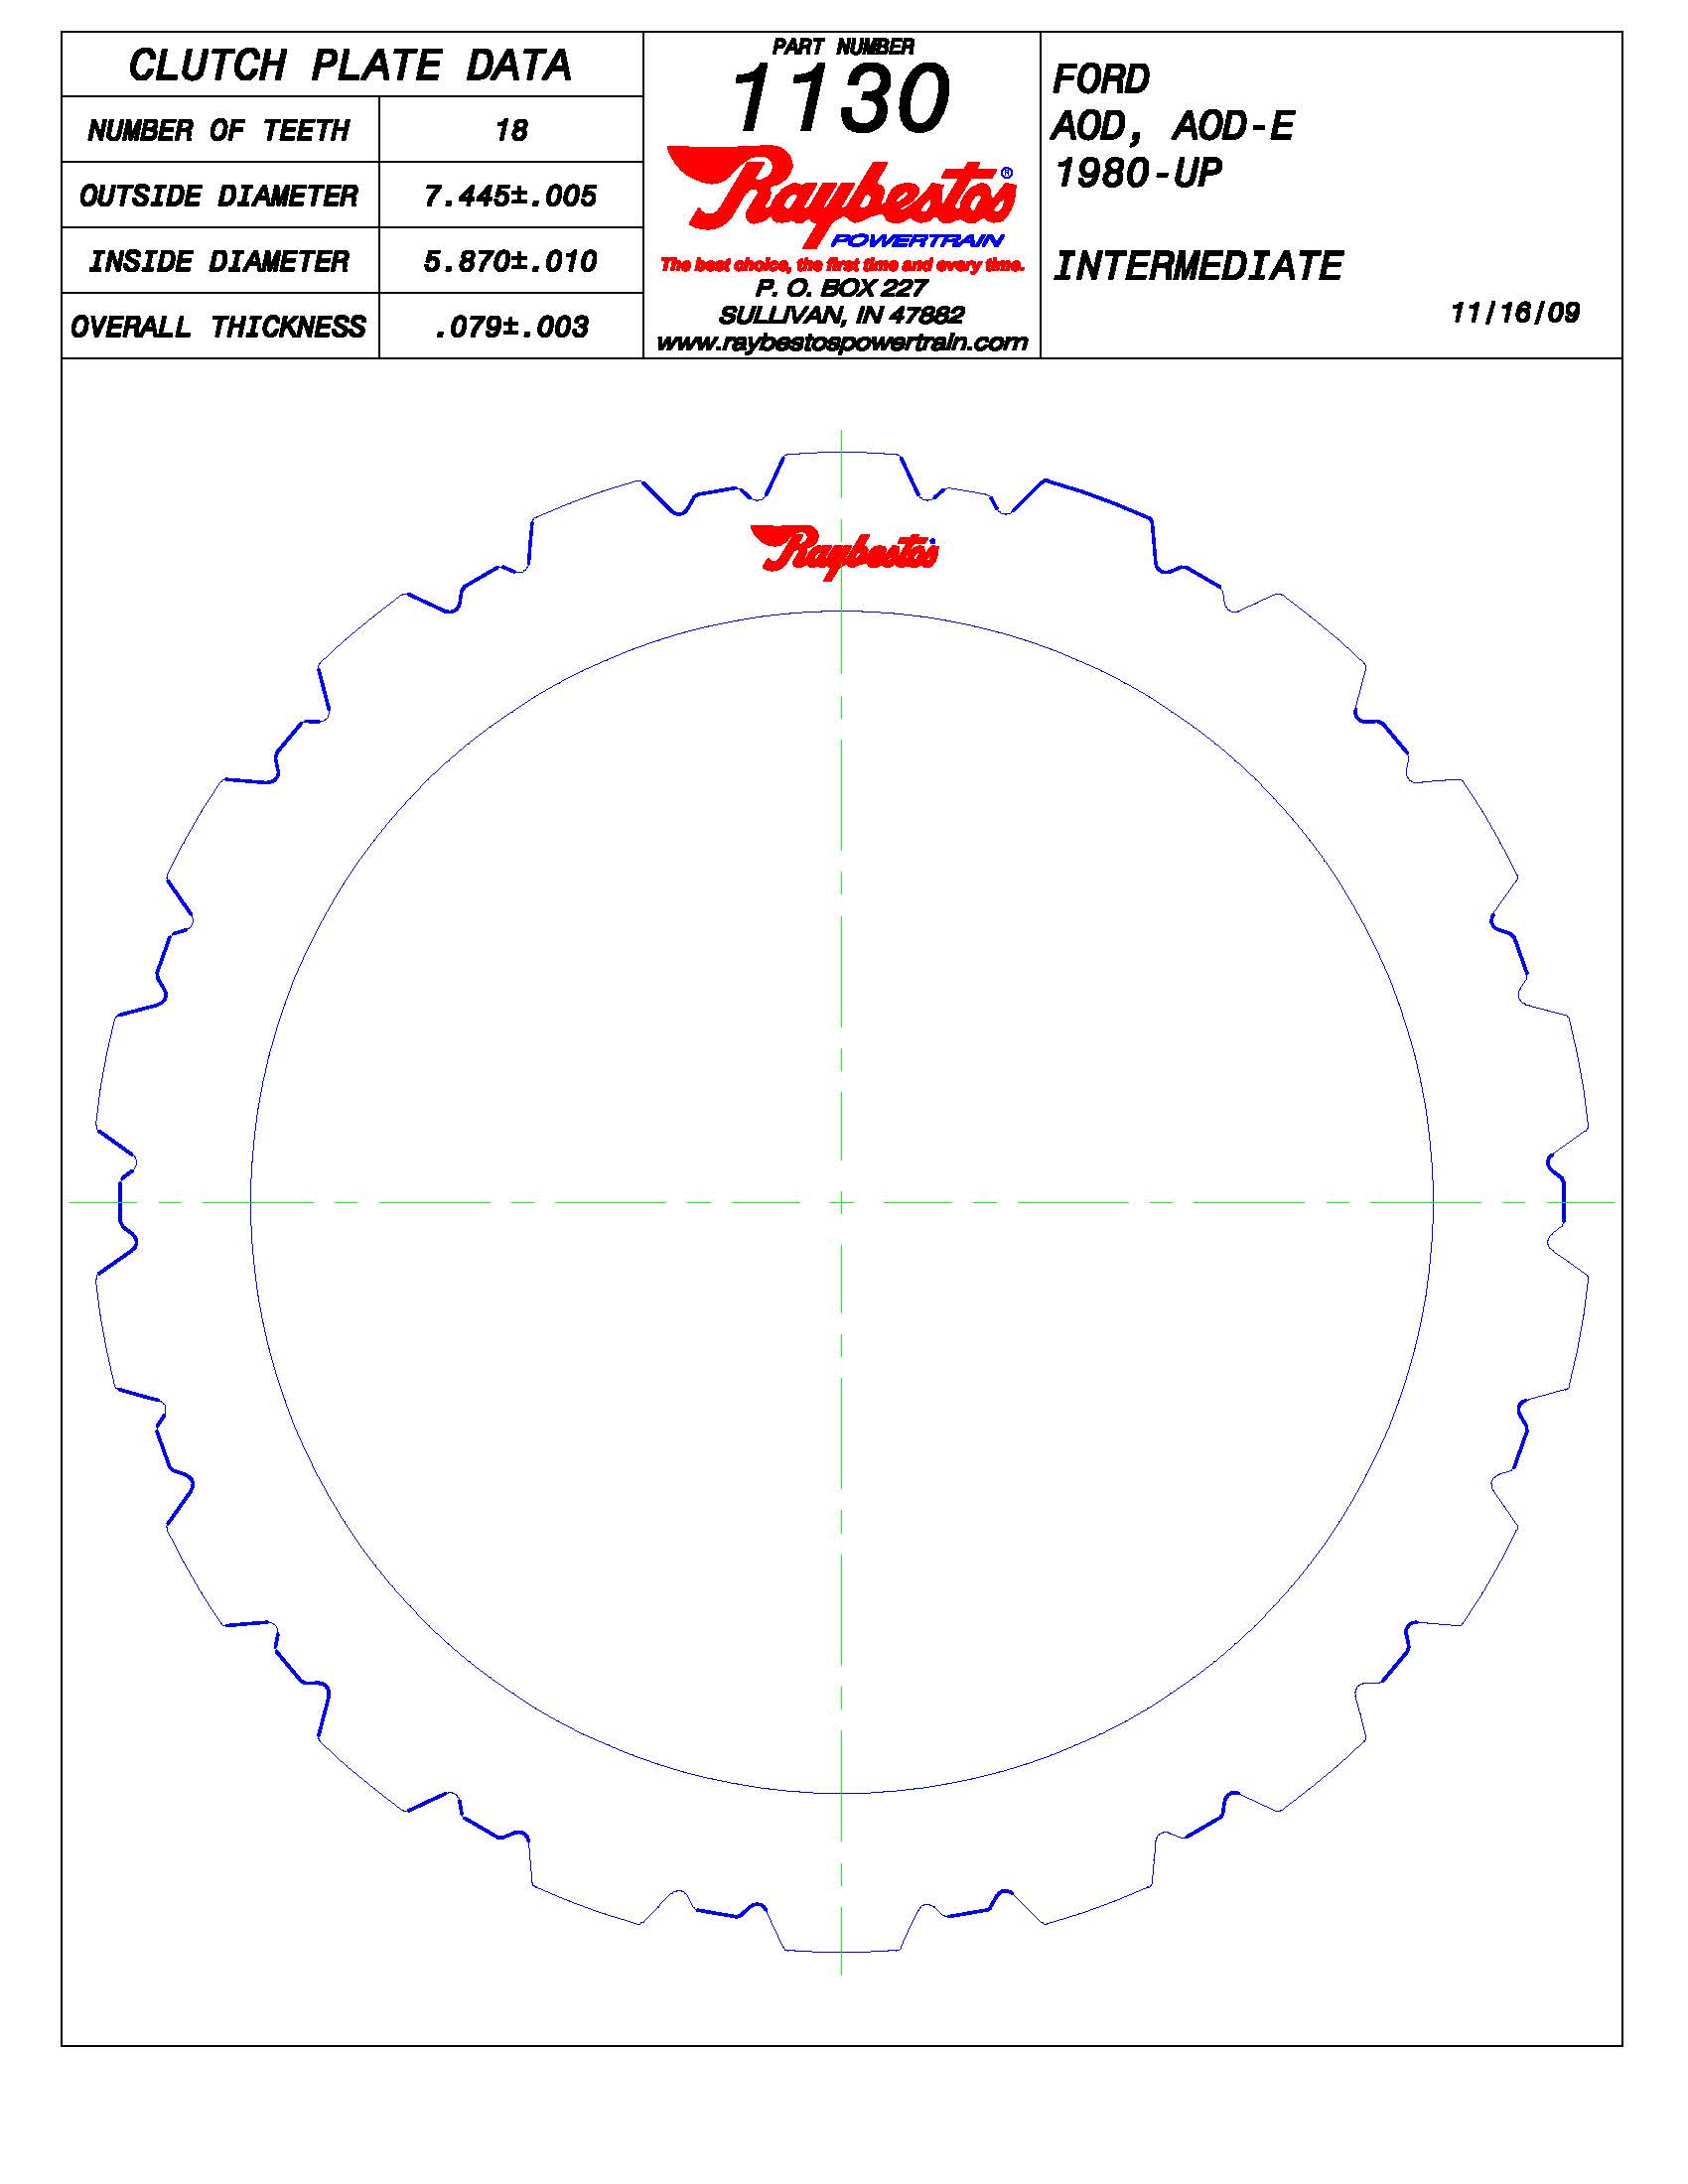 CLUTCH PLATE DATA
NUMBER OF TEETH 18
OUTSIDE DIAMETER 7.445±.005
INSIDE DIAMETER 5.870±.010
OVERALL THICKNESS .079±.003
PART NUMBER
1130
Raybestos®
POWERTRAIN
The best choice, the first time and every time.
P. O. BOX 227
SULLIVAN, IN 47882
www.raybestospowertrain.com
FORD
AOD, AOD-E
1980-UP
INTERMEDIATE
11/16/09
Raybestos